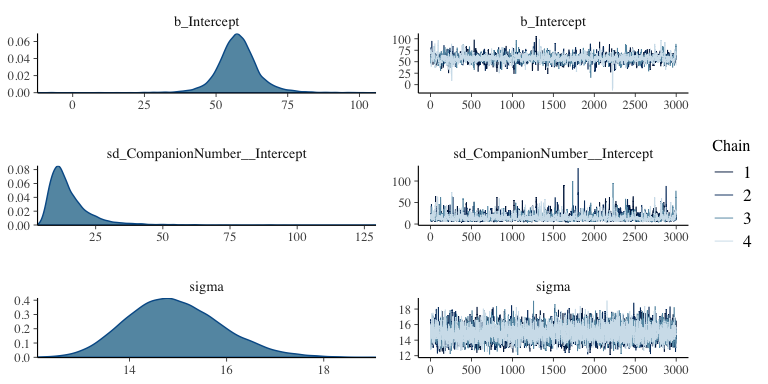 b_Intercept
0.06
0.04
0.02
0.00
0 25 50 75 100
b_Intercept
100
75
50
25
0
0 500 1000 1500 2000 2500 3000
sd_CompanionNumber__Intercept
0.08
0.06
0.04
0.02
0.00
25 50 75 100 125
sd_CompanionNumber__Intercept
100
50
0
0 500 1000 1500 2000 2500 3000
sigma
0.4
0.3
0.2
0.1
0.0
14 16 18
sigma
18
16
14
12
0 500 1000 1500 2000 2500 3000
Chain
1
2
3
4